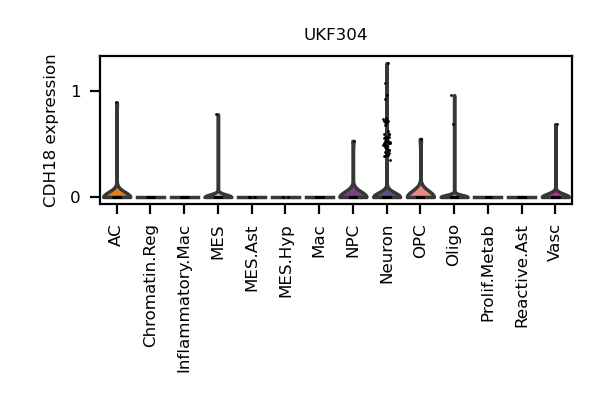 UKF304
CDH18 expression
1
0
AC
Chromatin.Reg
Inflammatory.Mac
MES
MES.Ast
MES.Hyp
Mac
NPC
Neuron
OPC
Oligo
Prolif.Metab
Reactive.Ast
Vasc